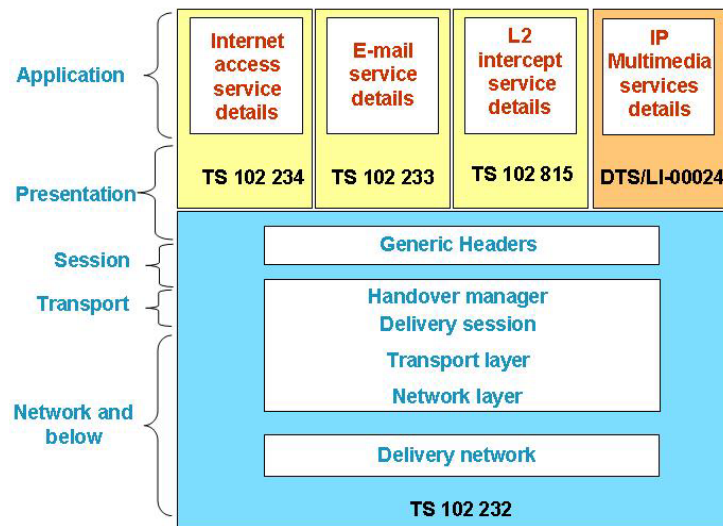 Application
Internet
access
service
details
E-mail
service
details
L2
intercept
service
details
IP
Multimedia
services
details
TS 102 234
TS 102 233
TS 102 815
DTS/LI-00024
Presentation
Generic Headers
Session
Transport
Handover manager
Delivery session
Transport layer
Network layer
Network and
below
Delivery network
TS 102 232